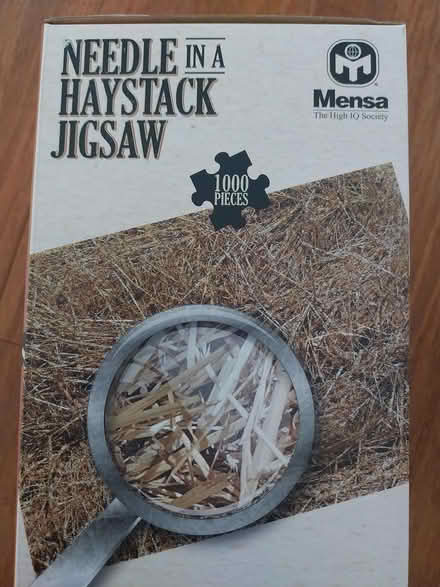 NEEDLE IN A
HAYSTACK
JIGSAW
Mensa
The High IQ Society
1000
PIECES